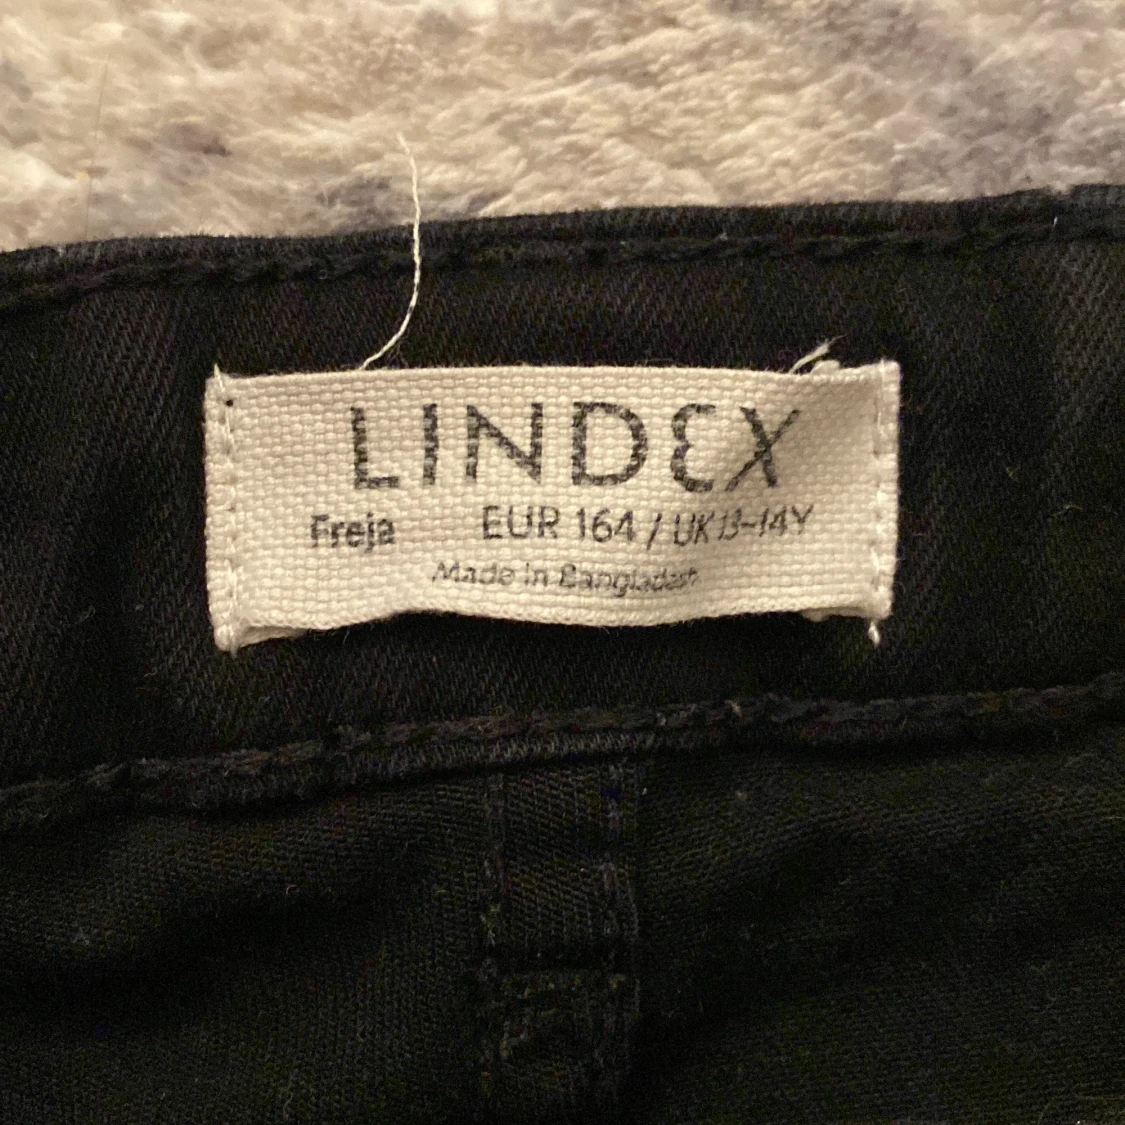 LINDEX
Freja EUR 164 / UK 13-14Y
Made in Bangladesh